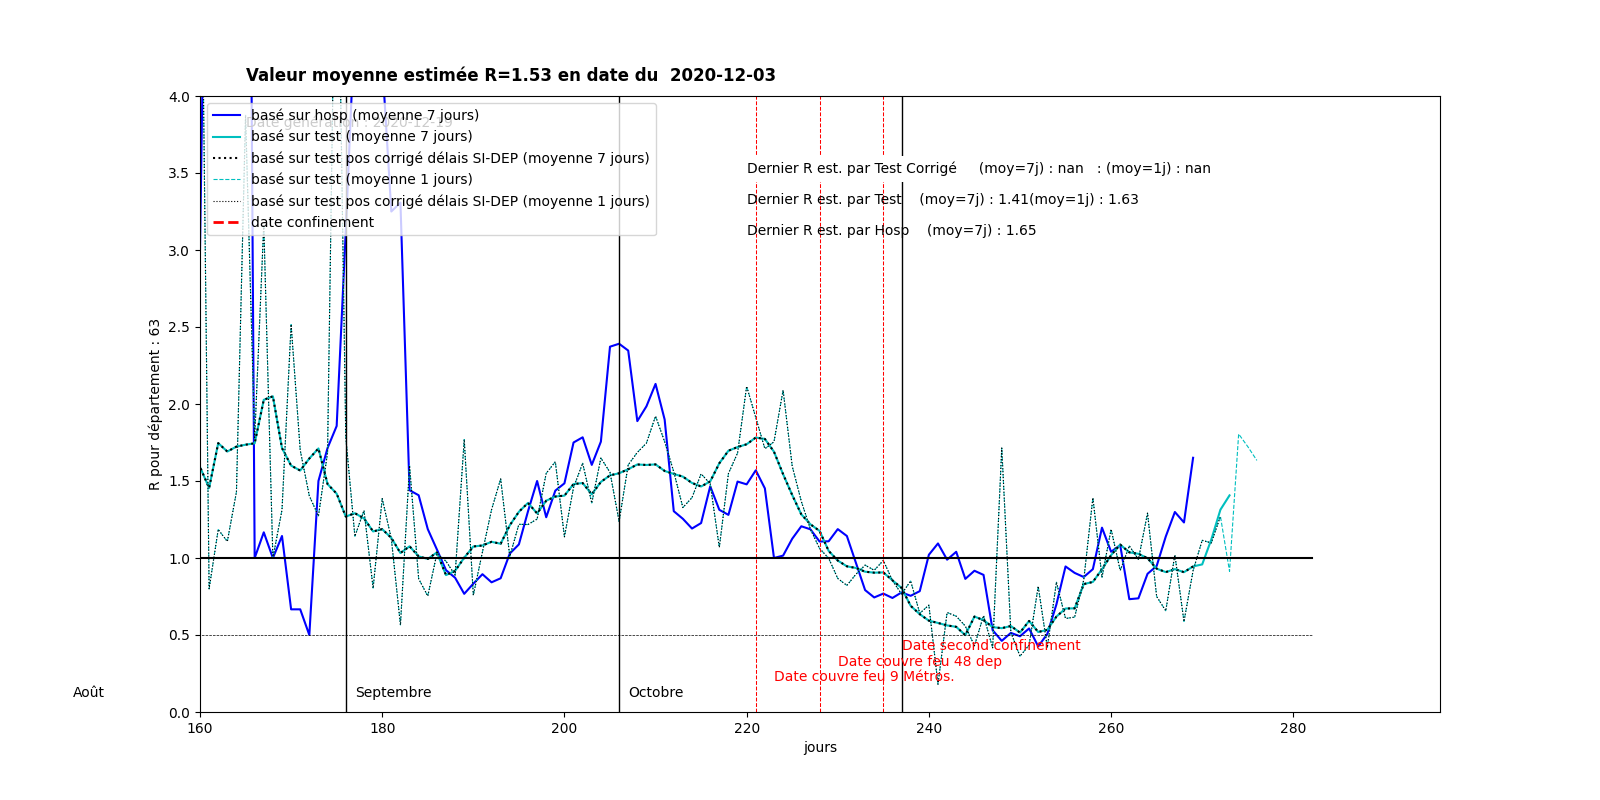 Valeur moyenne estimée R=1.53 en date du  2020-12-03
Date génération : 2020-12-19
basé sur hosp (moyenne 7 jours)
basé sur test (moyenne 7 jours)
basé sur test pos corrigé délais SI-DEP (moyenne 7 jours)
basé sur test (moyenne 1 jours)
basé sur test pos corrigé délais SI-DEP (moyenne 1 jours)
date confinement
Dernier R est. par Test Corrigé     (moy=7j) : nan   : (moy=1j) : nan
Dernier R est. par Test    (moy=7j) : 1.41(moy=1j) : 1.63
Dernier R est. par Hosp    (moy=7j) : 1.65
4.0
3.5
3.0
2.5
2.0
1.5
1.0
0.5
0.0
R pour département : 63
Date second confinement
Date couvre feu 48 dep
Date couvre feu 9 Métros.
Août
Septembre
Octobre
160
180
200
220
240
260
280
jours